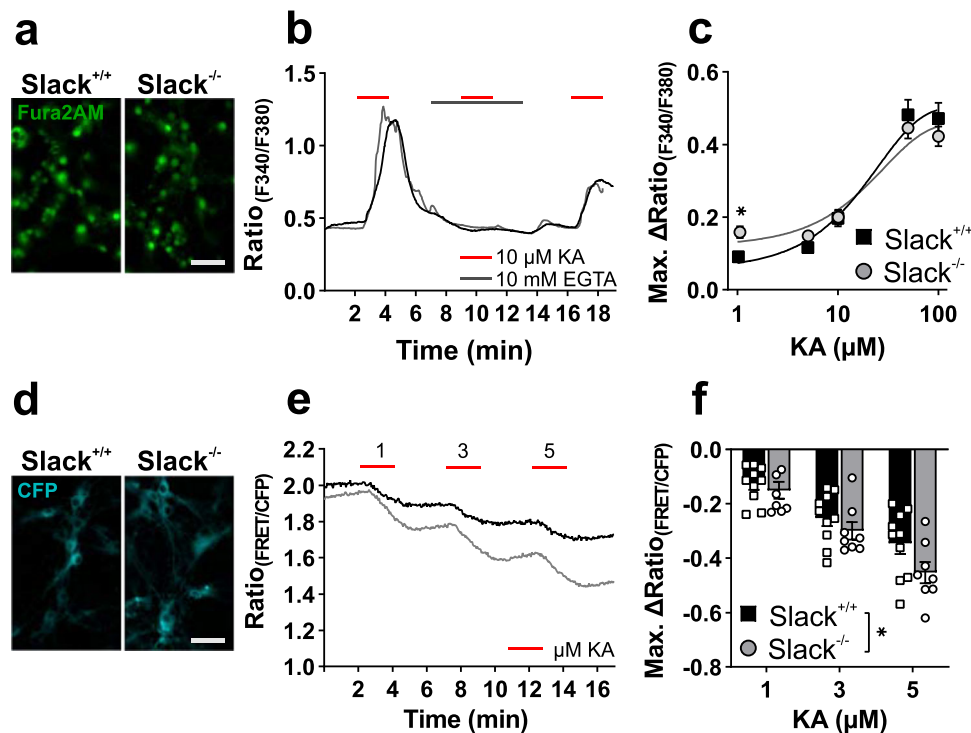 a
Slack+/+ Slack-/-
Fura2AM
b
Ratio(F340/F380)
1.5
1.0
0.5
0.0
10 µM KA
10 mM EGTA
2 4 6 8 10 12 14 16 18
Time (min)
c
Max. ΔRatio(F340/F380)
0.6
0.4
0.2
0.0
*
Slack+/+
Slack-/-
1 10 100
KA (µM)
d
Slack+/+ Slack-/-
CFP
e
Ratio(FRET/CFP)
2.2
2.0
1.8
1.6
1.4
1.2
1.0
1 3 5
µM KA
0 2 4 6 8 10 12 14 16
Time (min)
f
Max. ΔRatio(FRET/CFP)
0.0
-0.2
-0.4
-0.6
-0.8
Slack+/+
Slack-/-
*
1 3 5
KA (µM)